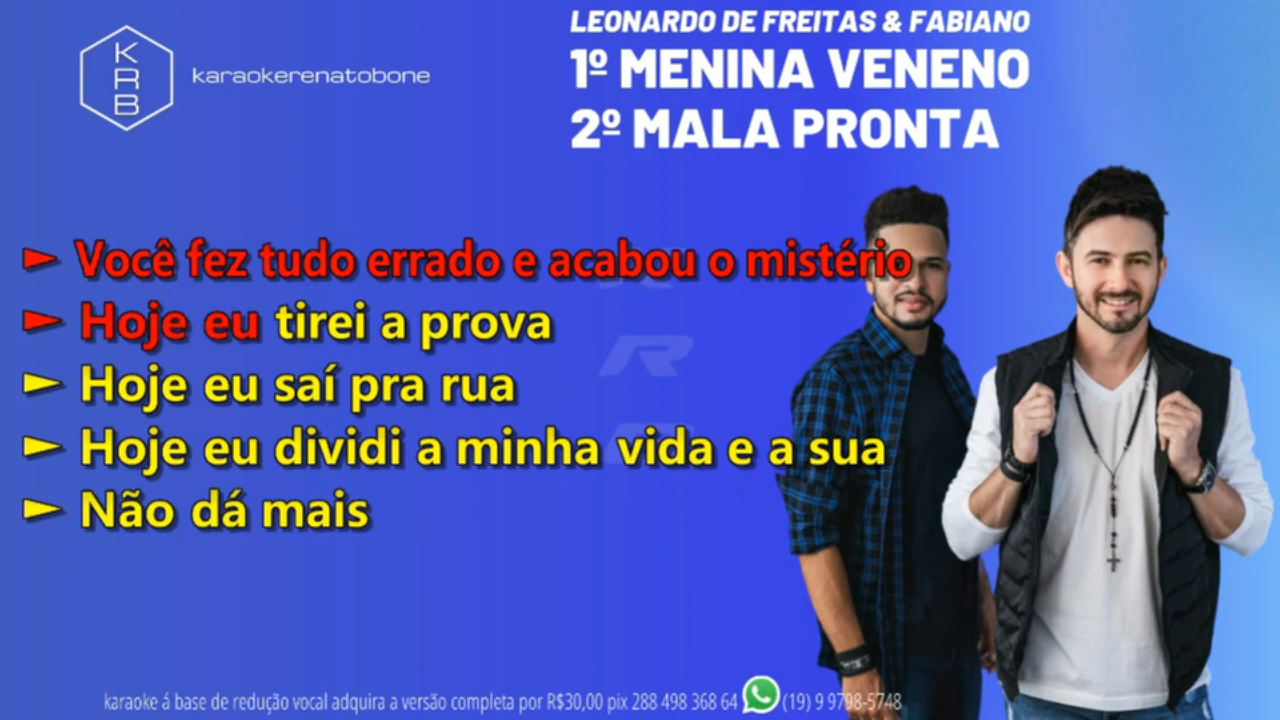 K
R
B
karaokerenatobone
LEONARDO DE FREITAS & FABIANO
1º MENINA VENENO
2º MALA PRONTA
► Você fez tudo errado e acabou o mistério
► Hoje eu tirei a prova
► Hoje eu saí pra rua
► Hoje eu dividi a minha vida e a sua
► Não dá mais
karaoke á base de redução vocal adquira a versão completa por R$30,00 pix 288 498 368 64 (19) 9 9798-5748